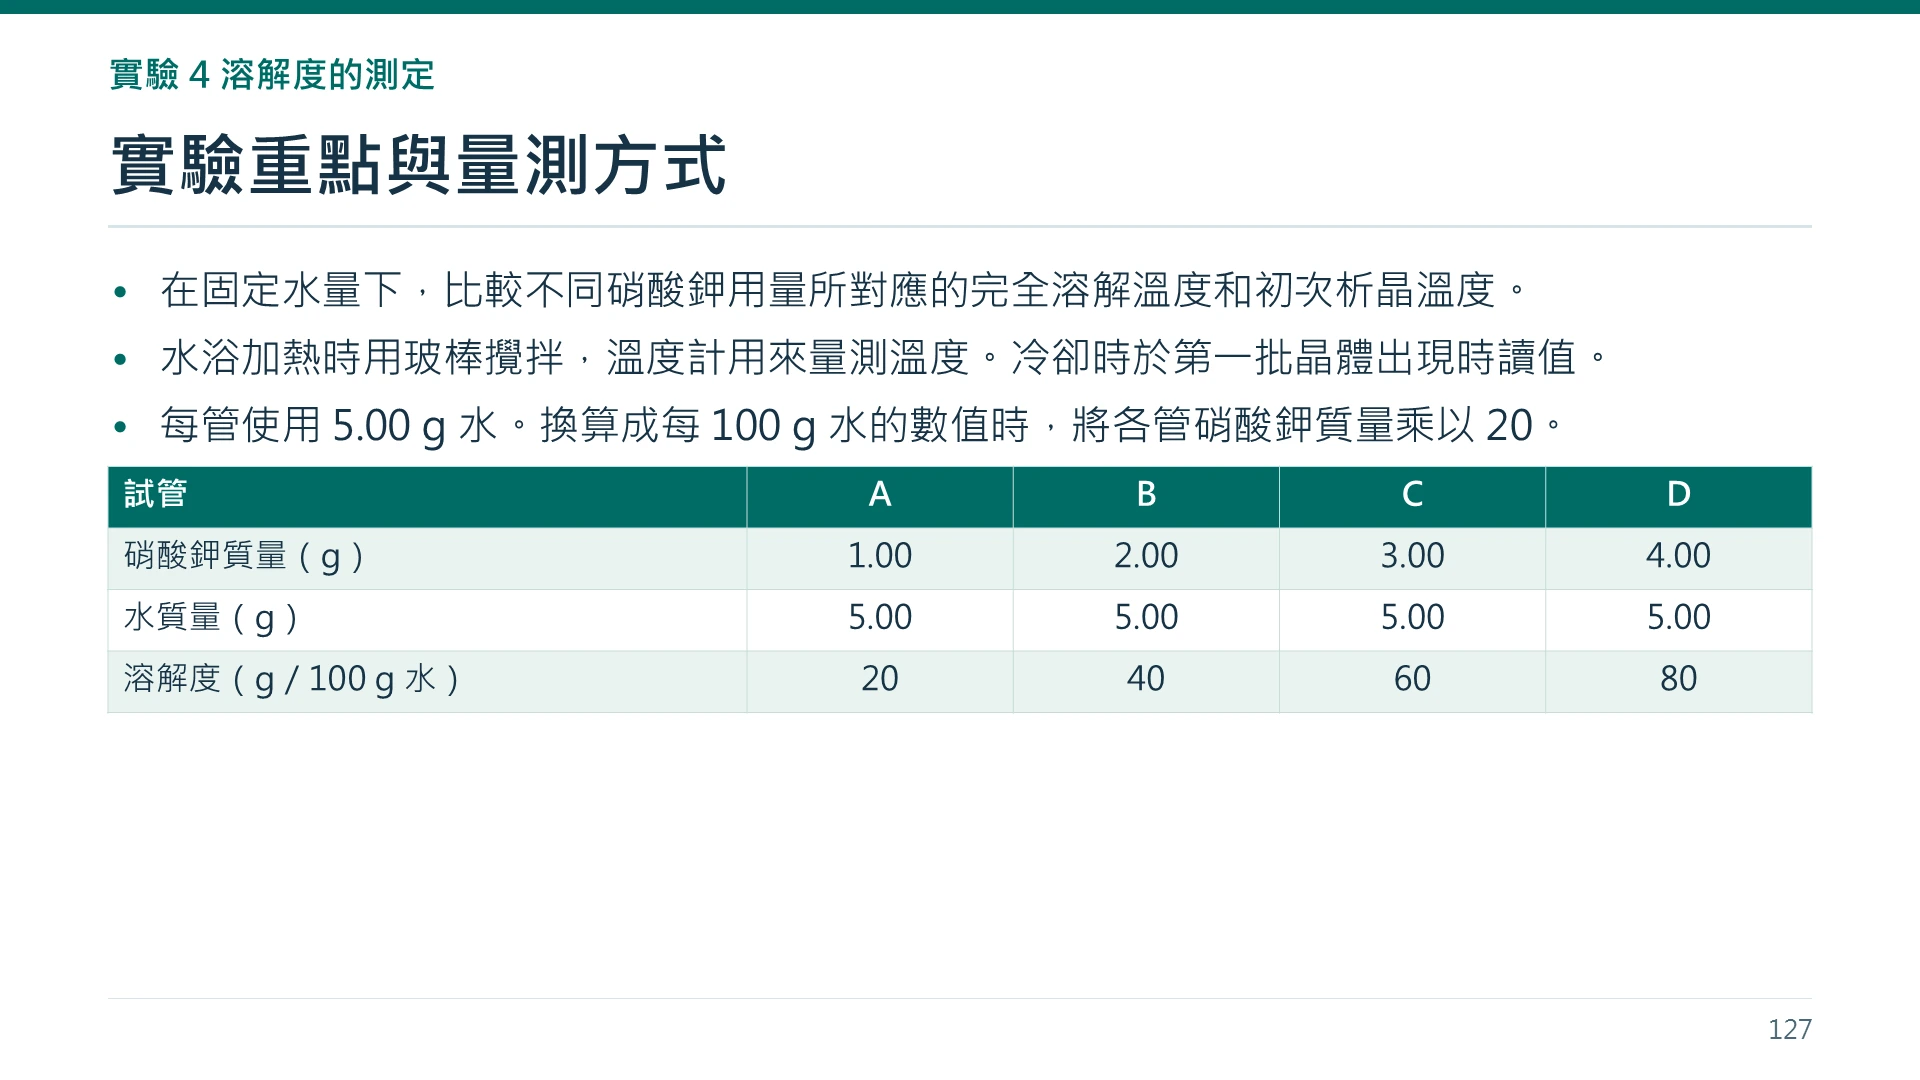 實驗 4 溶解度的測定
實驗重點與量測方式
• 在固定水量下，比較不同硝酸鉀用量所對應的完全溶解溫度和初次析晶溫度。
• 水浴加熱時用玻棒攪拌，溫度計用來量測溫度。冷卻時於第一批晶體出現時讀值。
• 每管使用 5.00 g 水。換算成每 100 g 水的數值時，將各管硝酸鉀質量乘以 20。
試管 A B C D
硝酸鉀質量（g） 1.00 2.00 3.00 4.00
水質量（g） 5.00 5.00 5.00 5.00
溶解度（g / 100 g 水） 20 40 60 80
127